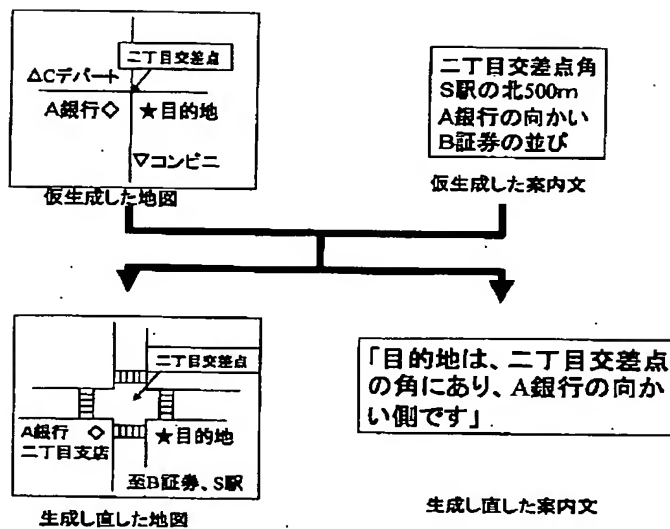 二丁目交差点
△Cデパート
A銀行◇ ★目的地
▽コンビニ
仮生成した地図
二丁目交差点角
S駅の北500m
A銀行の向かい
B証券の並び
仮生成した案内文
二丁目交差点
A銀行 ◇ ★目的地
二丁目支店
至B証券、S駅
生成し直した地図
「目的地は、二丁目交差点
の角にあり、A銀行の向か
い側です」
生成し直した案内文